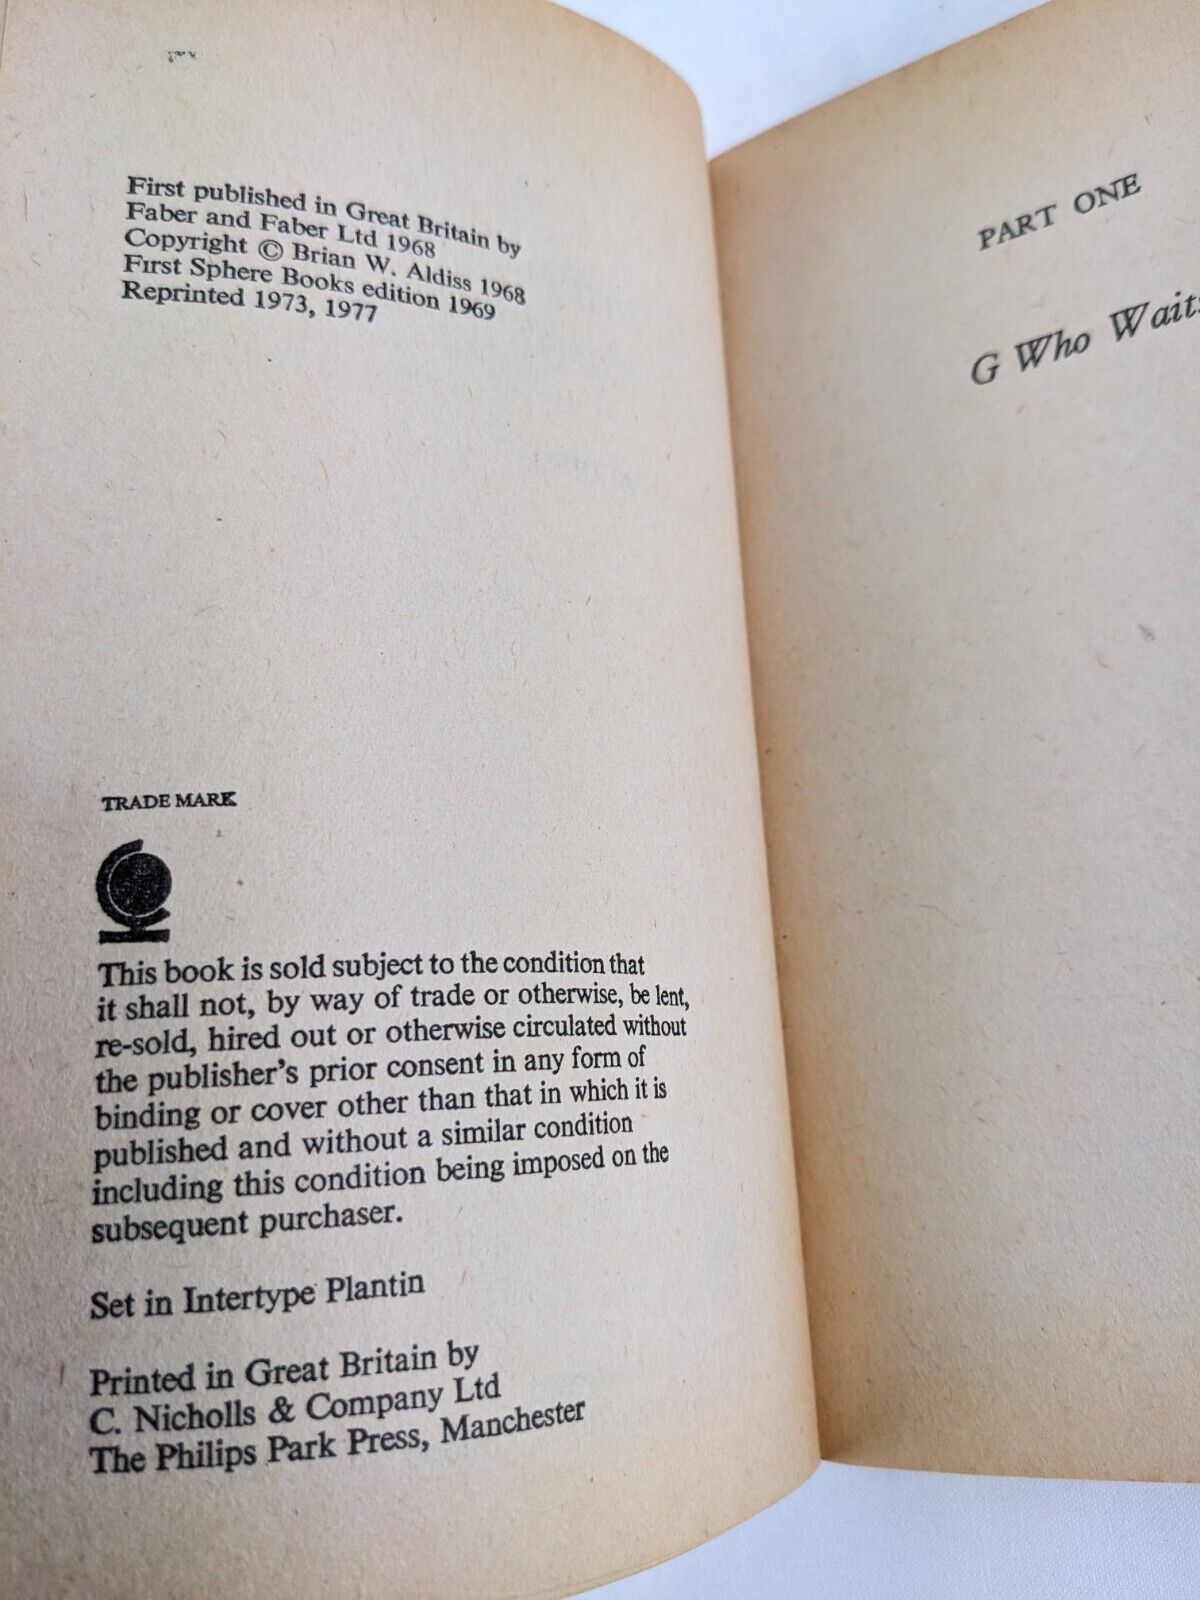 First published in Great Britain by
Faber and Faber Ltd 1968
Copyright © Brian W. Aldiss 1968
First Sphere Books edition 1969
Reprinted 1973, 1977
TRADE MARK
This book is sold subject to the condition that
it shall not, by way of trade or otherwise, be lent,
re-sold, hired out or otherwise circulated without
the publisher's prior consent in any form of
binding or cover other than that in which it is
published and without a similar condition
including this condition being imposed on the
subsequent purchaser.
Set in Intertype Plantin
Printed in Great Britain by
C. Nicholls & Company Ltd
The Philips Park Press, Manchester
PART ONE
G Who Waits